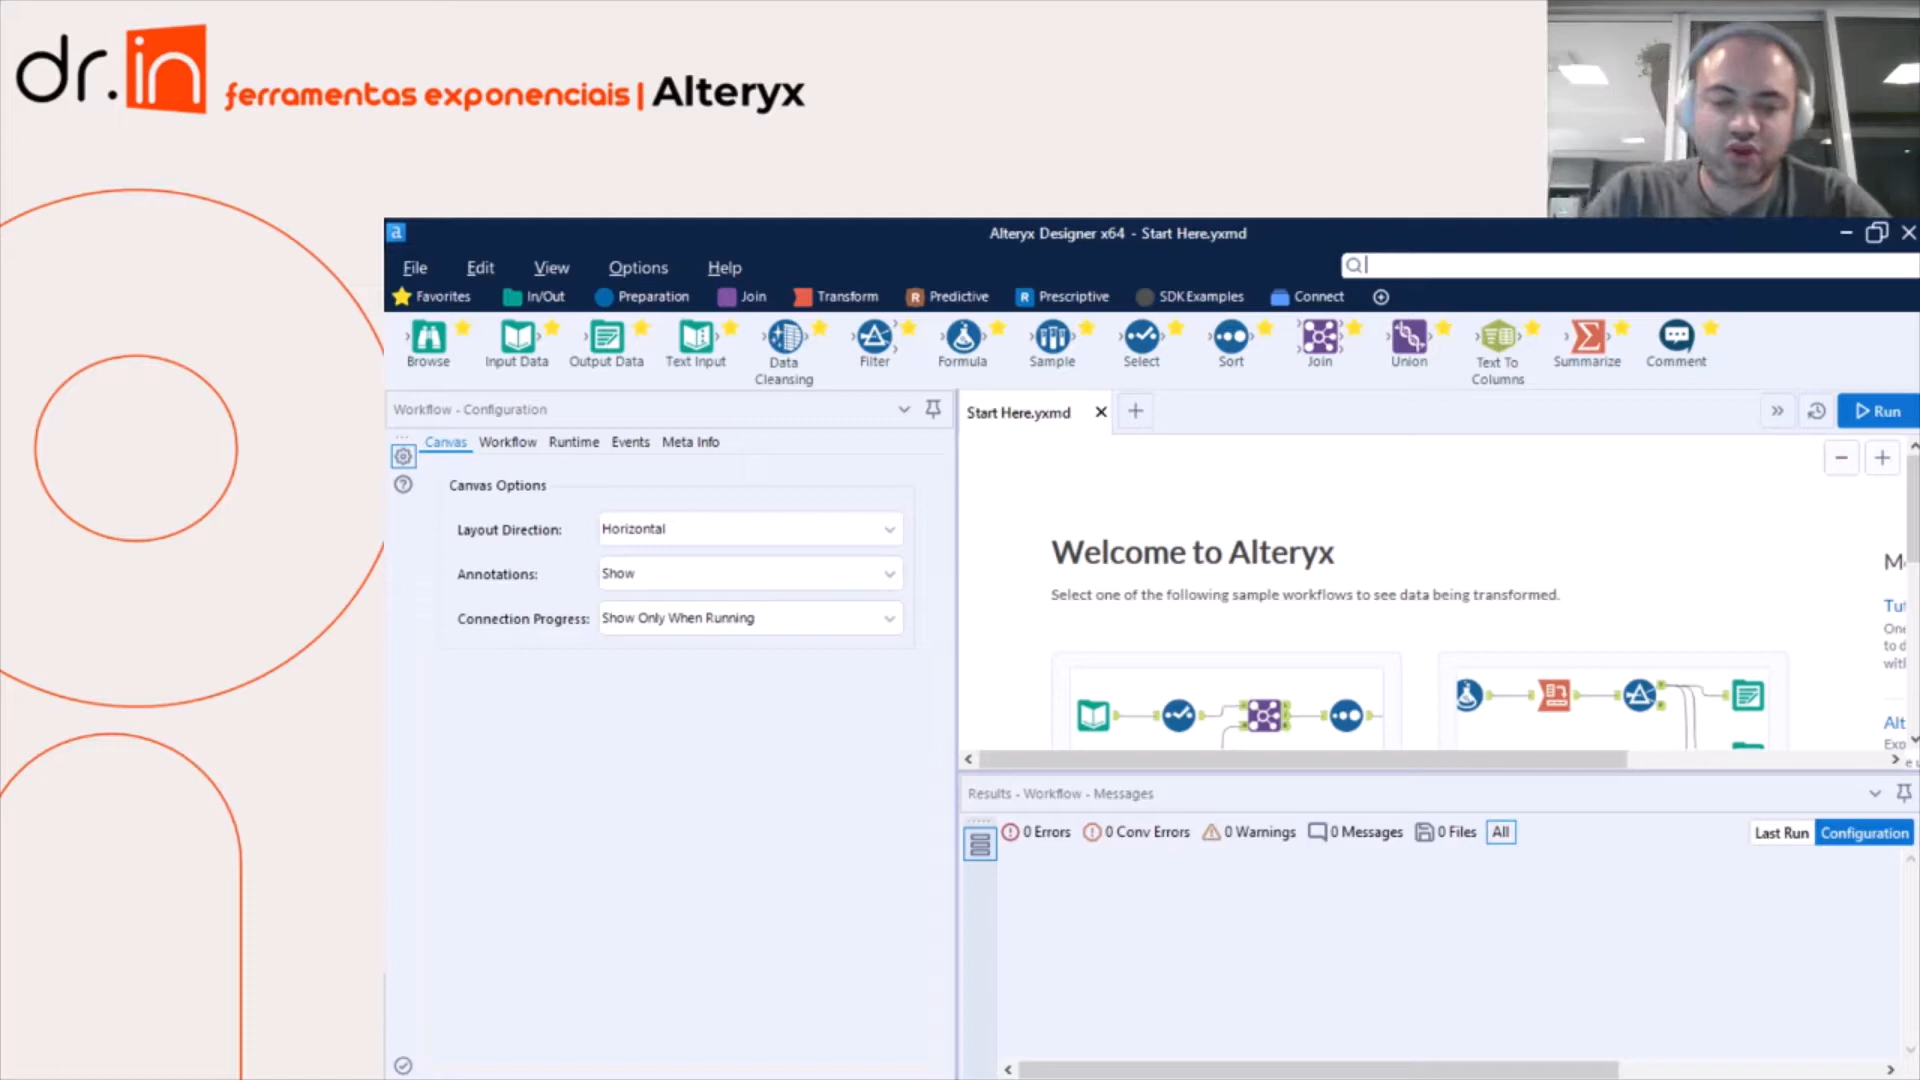 dr.in ferramentas exponenciais | Alteryx
a Alteryx Designer x64 - Start Here.yxmd
File Edit View Options Help
Favorites In/Out Preparation Join Transform R Predictive R Prescriptive SDK Examples Connect
Browse Input Data Output Data Text Input Data Cleansing Filter Formula Sample Select Sort Join Union Text To Columns Summarize Comment
Workflow - Configuration
Start Here.yxmd
Run
Canvas Workflow Runtime Events Meta Info
Canvas Options
Layout Direction: Horizontal
Annotations: Show
Connection Progress: Show Only When Running
Welcome to Alteryx
Select one of the following sample workflows to see data being transformed.
Results - Workflow - Messages
0 Errors 0 Conv Errors 0 Warnings 0 Messages 0 Files All Last Run Configuration